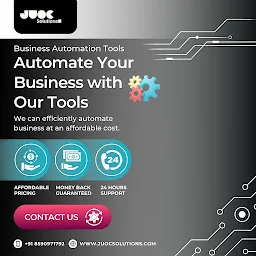 JUOC
Solutions
Business Automation Tools
Automate Your
Business with
Our Tools
We can efficiently automate
business at an affordable cost.
24
AFFORDABLE
PRICING
MONEY BACK
GUARANTEED
24 HOURS
SUPPORT
CONTACT US
+91 8590971792
WWW.JUOCSOLUTIONS.COM